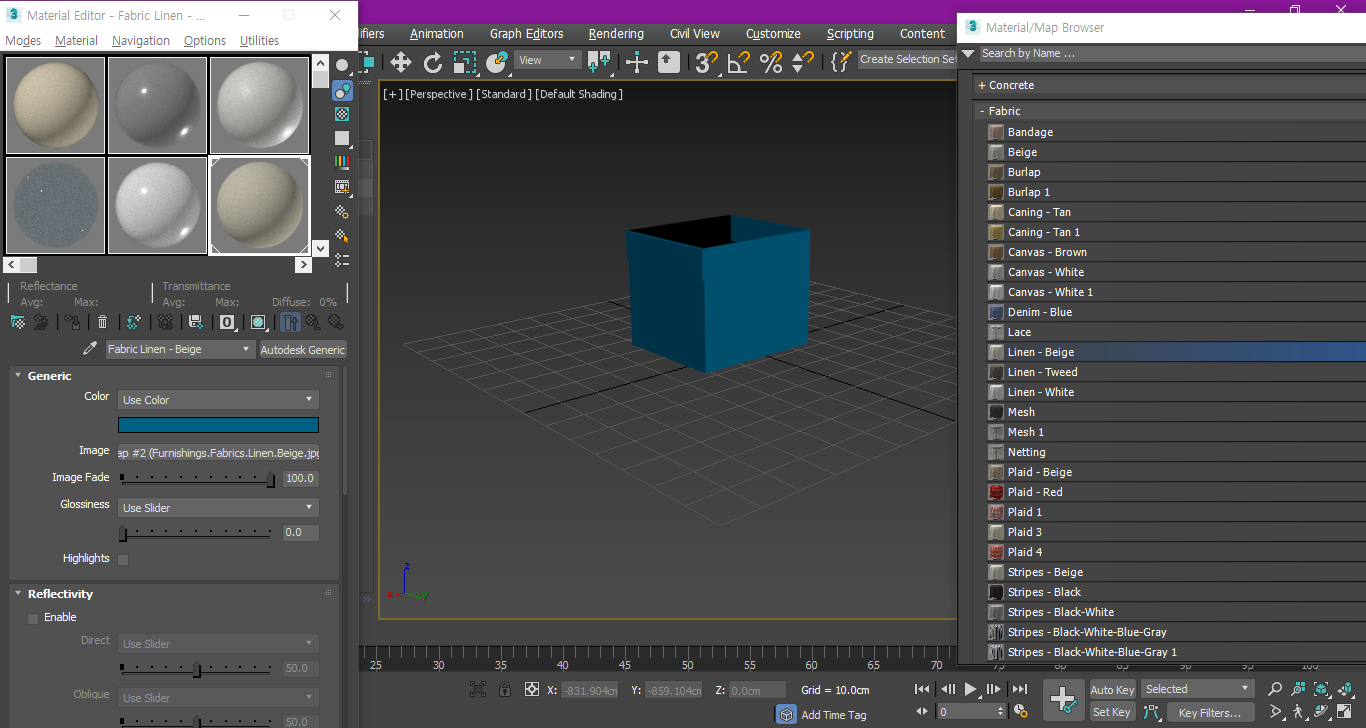 Material Editor - Fabric Linen - ...
Modes Material Navigation Options Utilities
ifiers Animation Graph Editors Rendering Civil View Customize Scripting Content
View
Create Selection Set
[+] [Perspective ] [Standard ] [Default Shading ]
Reflectance Transmittance
Avg: Max: Avg: Max: Diffuse: 0%
Fabric Linen - Beige Autodesk Generic
Generic
Color Use Color
Image ap #2 (Furnishings.Fabrics.Linen.Beige.jpg
Image Fade 100.0
Glossiness Use Slider
0.0
Highlights
Reflectivity
Enable
Direct Use Slider
50.0
Oblique Use Slider
50.0
z
x y
Material/Map Browser
Search by Name ...
+ Concrete
- Fabric
Bandage
Beige
Burlap
Burlap 1
Caning - Tan
Caning - Tan 1
Canvas - Brown
Canvas - White
Canvas - White 1
Denim - Blue
Lace
Linen - Beige
Linen - Tweed
Linen - White
Mesh
Mesh 1
Netting
Plaid - Beige
Plaid - Red
Plaid 1
Plaid 3
Plaid 4
Stripes - Beige
Stripes - Black
Stripes - Black-White
Stripes - Black-White-Blue-Gray
Stripes - Black-White-Blue-Gray 1
25 30 35 40 45 50 55 60 65 70
X: -831.904cm Y: -859.104cm Z: 0.0cm Grid = 10.0cm
Add Time Tag
0
Auto Key Selected
Set Key Key Filters...